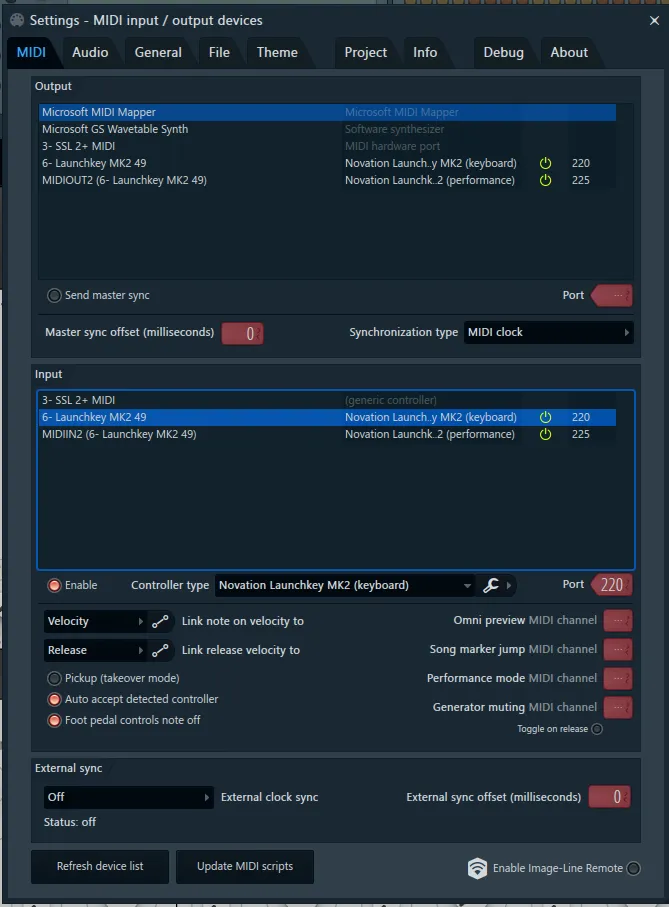 Settings - MIDI input / output devices
MIDI Audio General File Theme Project Info Debug About
Output
Microsoft MIDI Mapper Microsoft MIDI Mapper
Microsoft GS Wavetable Synth Software synthesizer
3- SSL 2+ MIDI MIDI hardware port
6- Launchkey MK2 49 Novation Launch..y MK2 (keyboard) 220
MIDIOUT2 (6- Launchkey MK2 49) Novation Launchk..2 (performance) 225
Send master sync Port ---
Master sync offset (milliseconds) 0 Synchronization type MIDI clock
Input
3- SSL 2+ MIDI (generic controller)
6- Launchkey MK2 49 Novation Launch..y MK2 (keyboard) 220
MIDIIN2 (6- Launchkey MK2 49) Novation Launchk..2 (performance) 225
Enable Controller type Novation Launchkey MK2 (keyboard) Port 220
Velocity Link note on velocity to Omni preview MIDI channel ---
Release Link release velocity to Song marker jump MIDI channel ---
Pickup (takeover mode) Performance mode MIDI channel ---
Auto accept detected controller
Foot pedal controls note off Generator muting MIDI channel ---
Toggle on release
External sync
Off External clock sync External sync offset (milliseconds) 0
Status: off
Refresh device list Update MIDI scripts Enable Image-Line Remote